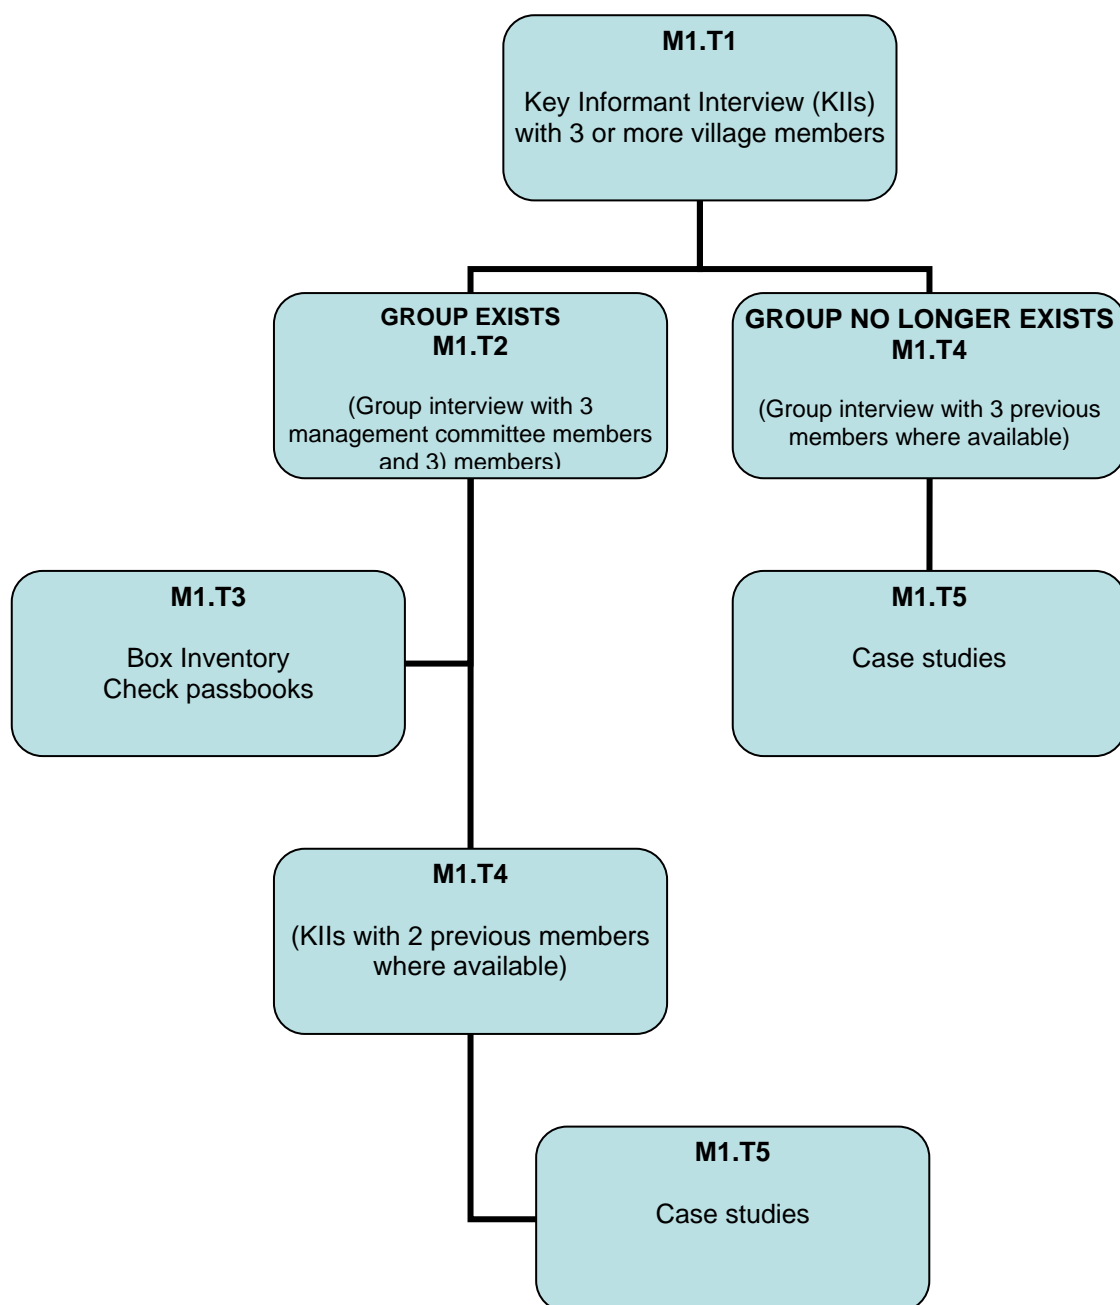 M1.T1
Key Informant Interview (KIIs)
with 3 or more village members
GROUP EXISTS
M1.T2
(Group interview with 3
management committee members
and 3) members)
GROUP NO LONGER EXISTS
M1.T4
(Group interview with 3 previous
members where available)
M1.T3
Box Inventory
Check passbooks
M1.T5
Case studies
M1.T4
(KIIs with 2 previous members
where available)
M1.T5
Case studies